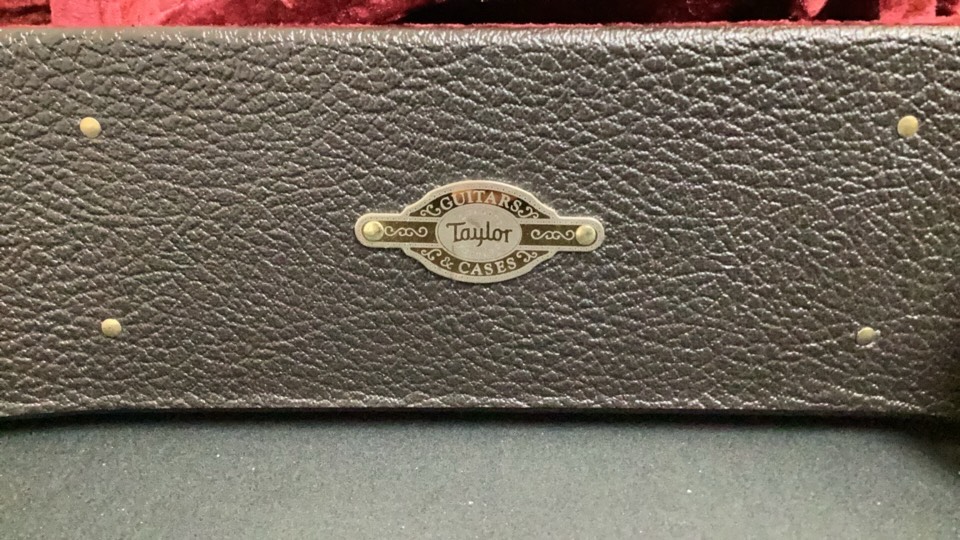 GUITARS
Taylor
& CASES